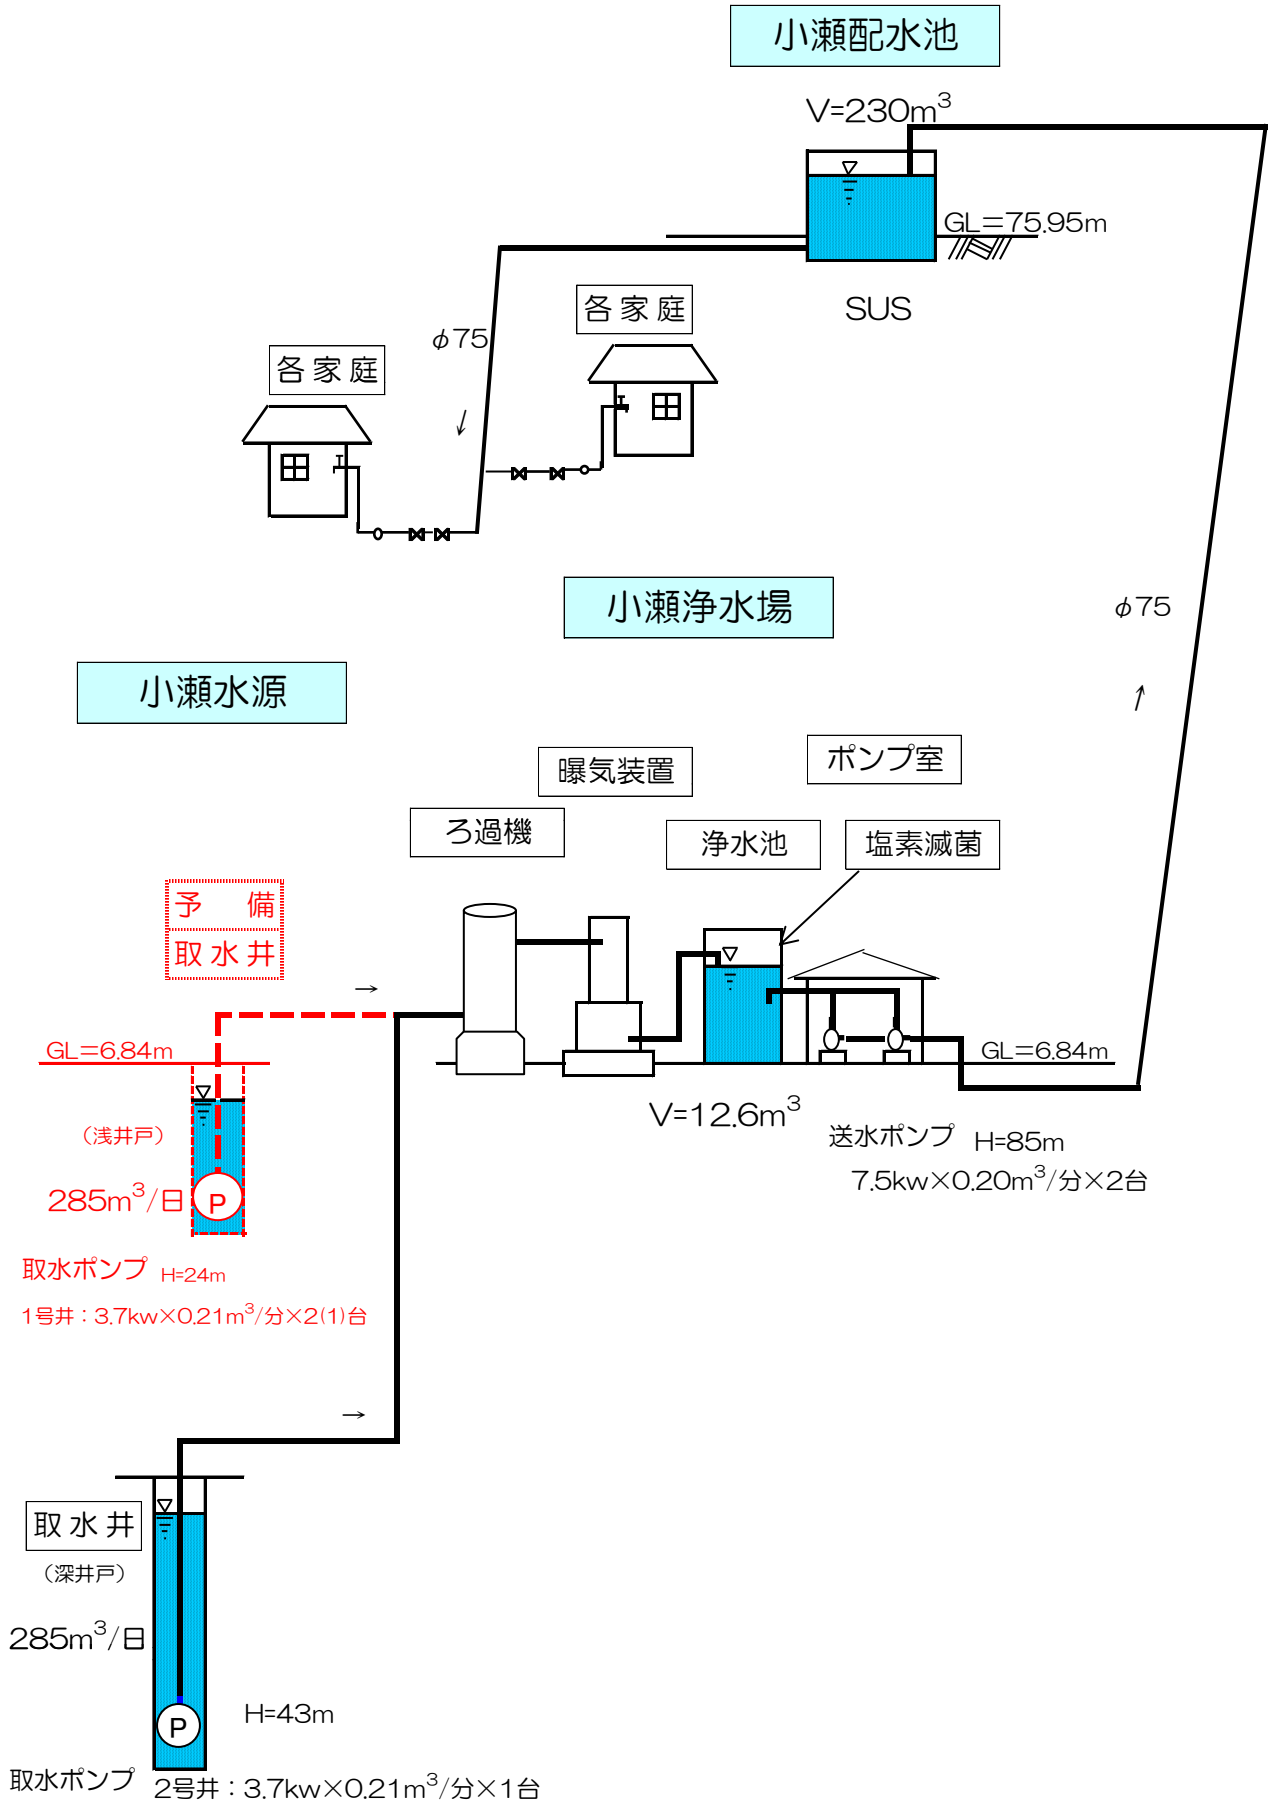 小瀬配水池
V=230m³
GL=75.95m
SUS
各家庭
φ75
各家庭
小瀬浄水場
φ75
小瀬水源
ポンプ室
曝気装置
ろ過機
浄水池
塩素滅菌
予　備
取水井
GL=6.84m
GL=6.84m
（浅井戸）
V=12.6m³
送水ポンプ H=85m
7.5kw×0.20m³/分×2台
285m³/日
P
取水ポンプ H=24m
1号井：3.7kw×0.21m³/分×2(1)台
取水井
（深井戸）
285m³/日
H=43m
P
取水ポンプ 2号井：3.7kw×0.21m³/分×1台